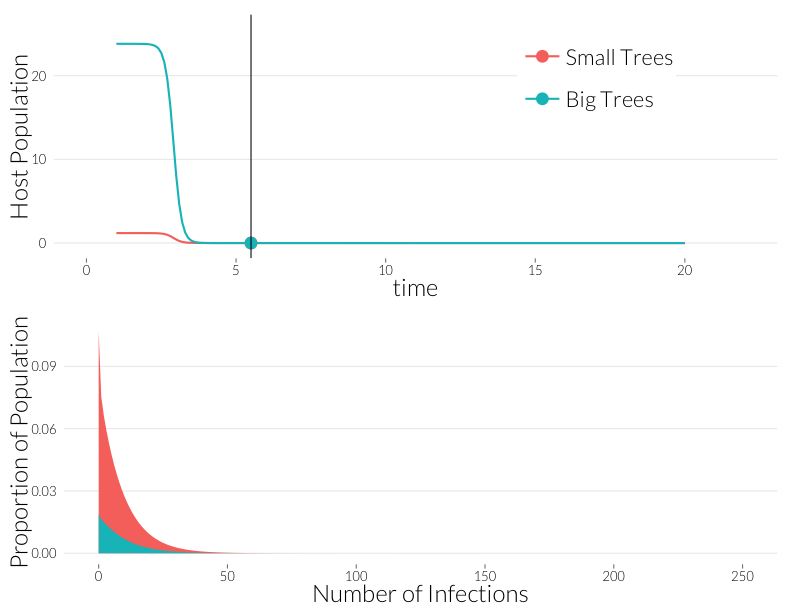 Host Population
20
10
0
Small Trees
Big Trees
0 5 10 15 20
time
Proportion of Population
0.09
0.06
0.03
0.00
0 50 100 150 200 250
Number of Infections